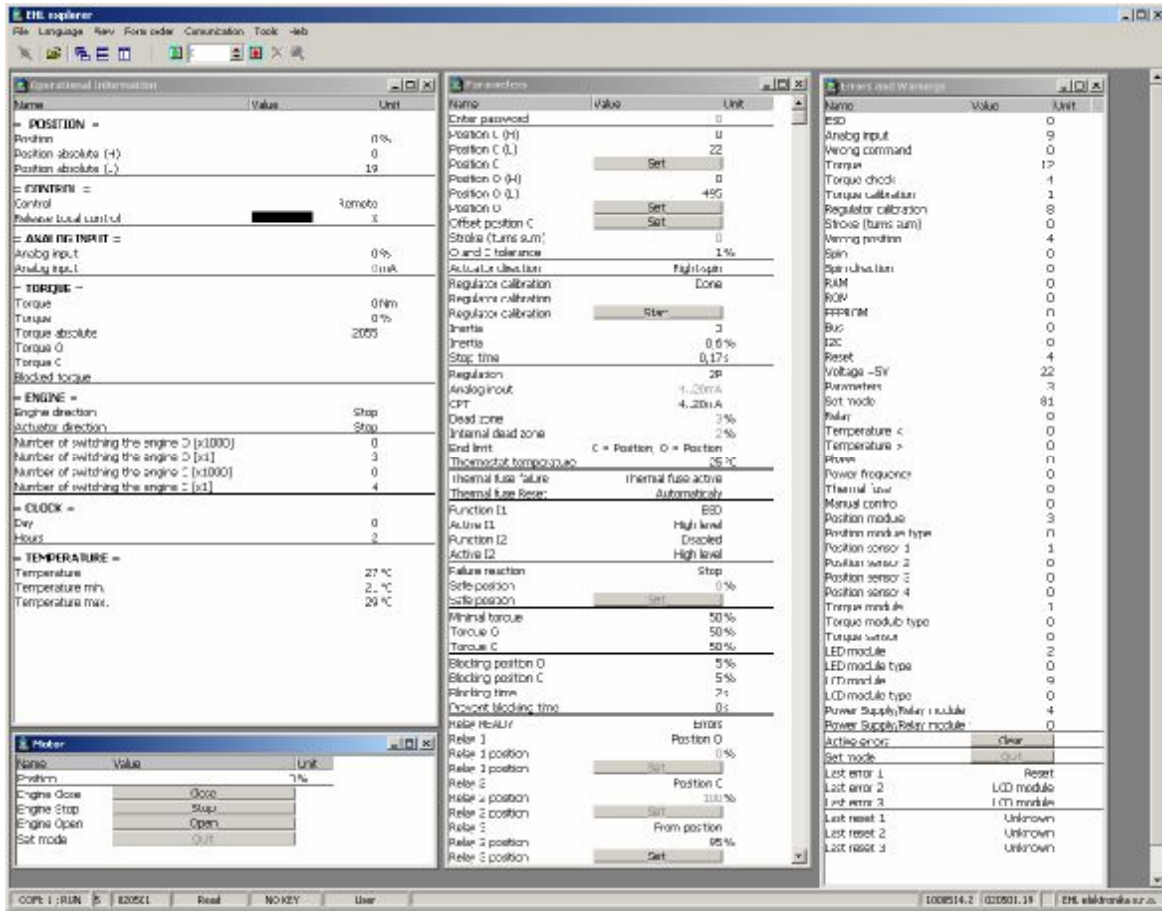 EHL explorer
File Language View Form order Comunication Tools Help
Operational Information
Name Value Unit
= POSITION =
Position 0 %
Position absolute (H) 0
Position absolute (L) 19
= CONTROL =
Control Remote
Release Local control
= ANALOG INPUT =
Analog input 0 %
Analog input 0 mA
= TORQUE =
Torque 0 Nm
Torque 0 %
Torque absolute 2055
Torque O
Torque C
Blocked torque
= ENGINE =
Engine direction Stop
Actuator direction Stop
Number of switching the engine O [x1000] 0
Number of switching the engine O [x1] 3
Number of switching the engine C [x1000] 0
Number of switching the engine C [x1] 4
= CLOCK =
Day 0
Hours 2
= TEMPERATURE =
Temperature 27 °C
Temperature min. °C
Temperature max. 29 °C
Motor
Name Value Unit
Position %
Engine Close Close
Engine Stop Stop
Engine Open Open
Set mode Quit
Parameters
Name Value Unit
Enter password 0
Position C (H) 0
Position C (L) 22
Position C Set
Position O (H) 0
Position O (L) 495
Position O Set
Offset position C Set
Stroke (turns sum) 0
O and C tolerance 1 %
Actuator direction Right-spin
Regulator calibration Done
Regulator calibration
Regulator calibration Start
Inertia 3
Inertia 0,6 %
Stop time 0,17 s
Regulation 2P
Analog input 4..20mA
CPT 4..20mA
Dead zone 3 %
Internal dead zone 2 %
End limit C = Position, O = Position
Thermostat temperature 25 °C
Thermal fuse failure Thermal fuse active
Thermal fuse Reset Automaticaly
Function I1 ESD
Active I1 High level
Function I2 Disabled
Active I2 High level
Failure reaction Stop
Safe position 0 %
Safe position Set
Minimal torque 50 %
Torque O 50 %
Torque C 50 %
Blocking position O 5 %
Blocking position C 5 %
Blocking time 2 s
Prevent blocking time 0 s
Relay READY Errors
Relay 1 Position O
Relay 1 position 0 %
Relay 1 position Set
Relay 2 Position C
Relay 2 position 100 %
Relay 2 position Set
Relay 3 From position
Relay 3 position 95 %
Relay 3 position Set
Errors and Warnings
Name Value Unit
ESD 0
Analog input 9
Wrong command 0
Torque 12
Torque check 4
Torque calibration 1
Regulator calibration 8
Stroke (turns sum) 0
Wrong position 4
Spin 0
Spin direction 0
RAM 0
ROM 0
EEPROM 0
Bus 0
I2C 0
Reset 4
Voltage +5V 22
Parameters 3
Set mode 81
Relay 0
Temperature < 0
Temperature > 0
Phase 0
Power frequency 0
Thermal fuse 0
Manual control 0
Position module 3
Position module type 0
Position sensor 1 1
Position sensor 2 0
Position sensor 3 0
Position sensor 4 0
Torque module 1
Torque module type 0
Torque sensor 0
LED module 2
LED module type 0
LCD module 9
LCD module type 0
Power Supply/Relay module 4
Power Supply/Relay module 0
Active errors Clear
Set mode Quit
Last error 1 Reset
Last error 2 LCD module
Last error 3 LCD module
Last reset 1 Unknown
Last reset 2 Unknown
Last reset 3 Unknown
Read NO KEY User EHL elektronika s.r.o.